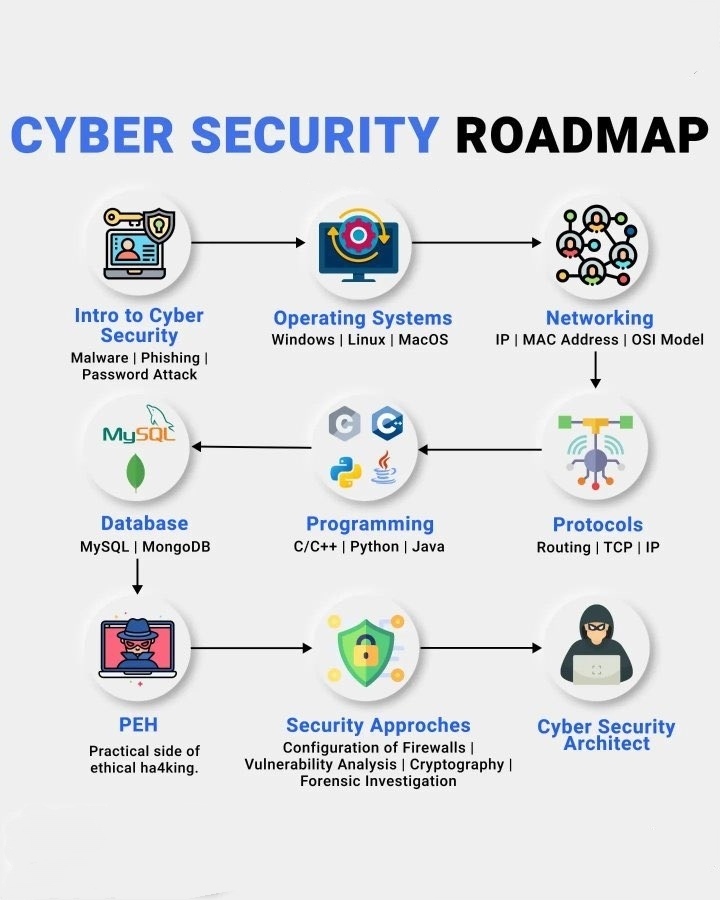 CYBER SECURITY ROADMAP
Intro to Cyber
Security
Malware | Phishing |
Password Attack
Operating Systems
Windows | Linux | MacOS
Networking
IP | MAC Address | OSI Model
MySQL
Database
MySQL | MongoDB
C C++
Programming
C/C++ | Python | Java
Protocols
Routing | TCP | IP
PEH
Practical side of
ethical ha4king.
Security Approches
Configuration of Firewalls |
Vulnerability Analysis | Cryptography |
Forensic Investigation
Cyber Security
Architect